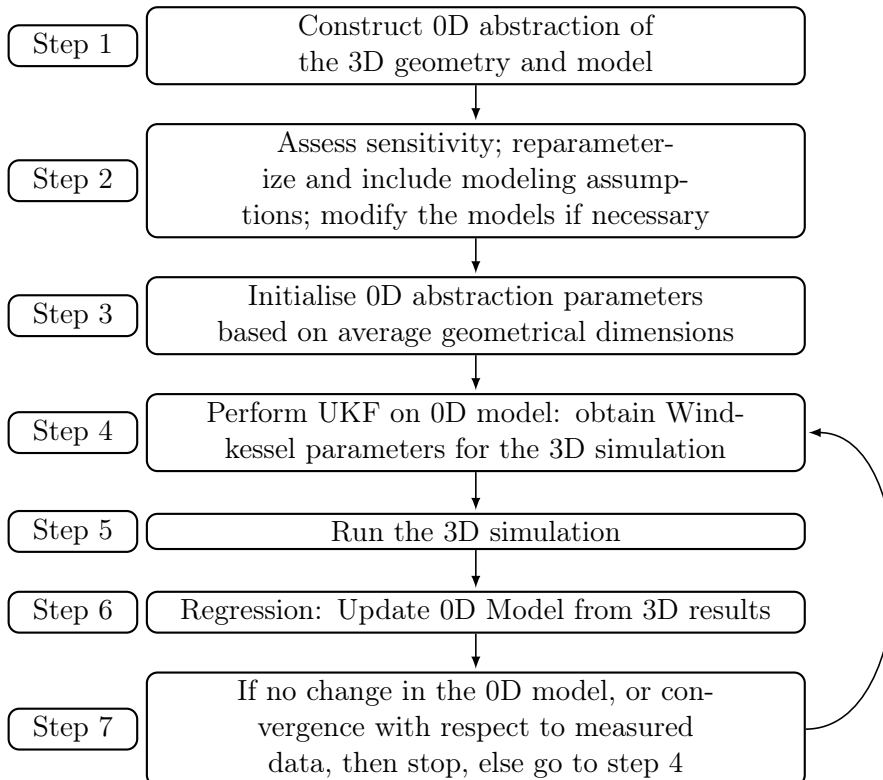 Step 1
Construct 0D abstraction of
the 3D geometry and model
Step 2
Assess sensitivity; reparameter-
ize and include modeling assump-
tions; modify the models if necessary
Step 3
Initialise 0D abstraction parameters
based on average geometrical dimensions
Step 4
Perform UKF on 0D model: obtain Wind-
kessel parameters for the 3D simulation
Step 5
Run the 3D simulation
Step 6
Regression: Update 0D Model from 3D results
Step 7
If no change in the 0D model, or con-
vergence with respect to measured
data, then stop, else go to step 4